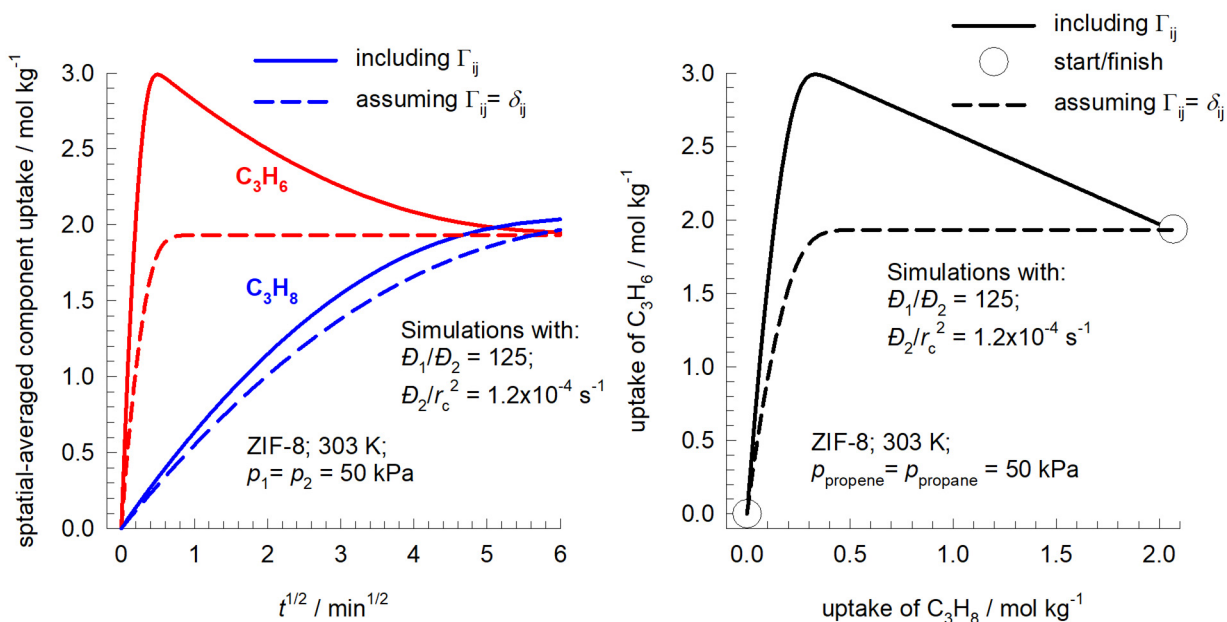 including Γij
assuming Γij= δij
sptatial-averaged component uptake / mol kg-1
3.0
2.5
2.0
1.5
1.0
0.5
0.0
C3H6
C3H8
Simulations with:
Đ1/Đ2 = 125;
Đ2/rc2 = 1.2x10-4 s-1
ZIF-8; 303 K;
p1= p2 = 50 kPa
0 1 2 3 4 5 6
t1/2 / min1/2
including Γij
start/finish
assuming Γij= δij
uptake of C3H6 / mol kg-1
3.0
2.5
2.0
1.5
1.0
0.5
0.0
Simulations with:
Đ1/Đ2 = 125;
Đ2/rc2 = 1.2x10-4 s-1
ZIF-8; 303 K;
ppropene= ppropane = 50 kPa
0.0 0.5 1.0 1.5 2.0
uptake of C3H8 / mol kg-1